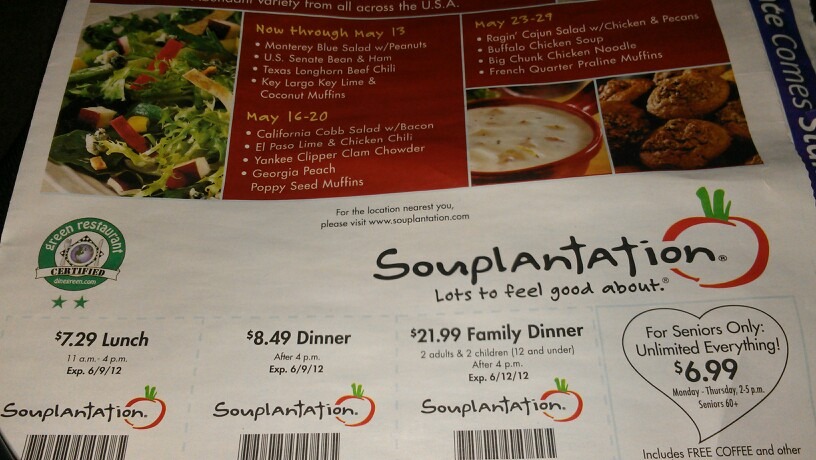 variety from all across the U.S.A.
Now through May 13
• Monterey Blue Salad w/Peanuts
• U.S. Senate Bean & Ham
• Texas Longhorn Beef Chili
• Key Largo Key Lime &
Coconut Muffins
May 16-20
• California Cobb Salad w/Bacon
• El Paso Lime & Chicken Chili
• Yankee Clipper Clam Chowder
• Georgia Peach
Poppy Seed Muffins
May 23-29
• Ragin' Cajun Salad w/Chicken & Pecans
• Buffalo Chicken Soup
• Big Chunk Chicken Noodle
• French Quarter Praline Muffins
Comes
For the location nearest you,
please visit www.souplantation.com
green restaurant
CERTIFIED
dinegreen.com
Souplantation®
Lots to feel good about.®
$7.29 Lunch
11 a.m.- 4 p.m.
Exp. 6/9/12
Souplantation®
$8.49 Dinner
After 4 p.m.
Exp. 6/9/12
Souplantation®
$21.99 Family Dinner
2 adults & 2 children (12 and under)
After 4 p.m.
Exp. 6/12/12
Souplantation®
For Seniors Only:
Unlimited Everything!
$6.99
Monday - Thursday, 2-5 p.m.
Seniors 60+
Includes FREE COFFEE and other